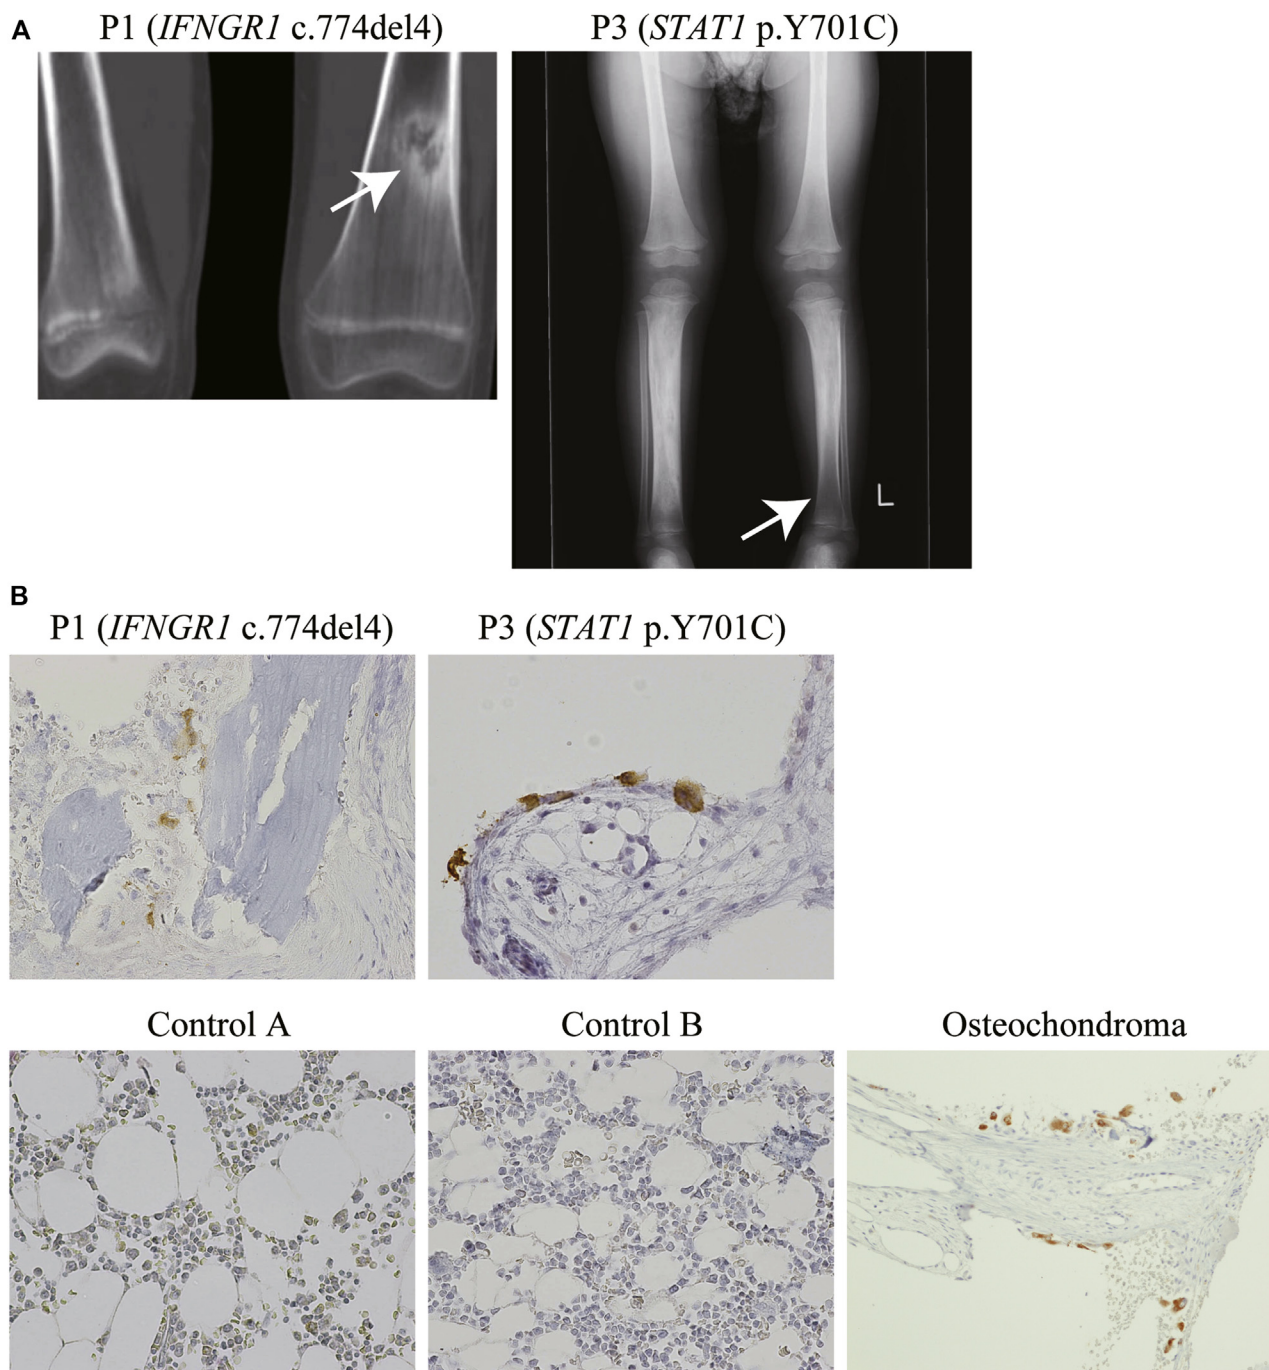 A
P1 (IFNGR1 c.774del4)
P3 (STAT1 p.Y701C)
L
B
P1 (IFNGR1 c.774del4)
P3 (STAT1 p.Y701C)
Control A
Control B
Osteochondroma